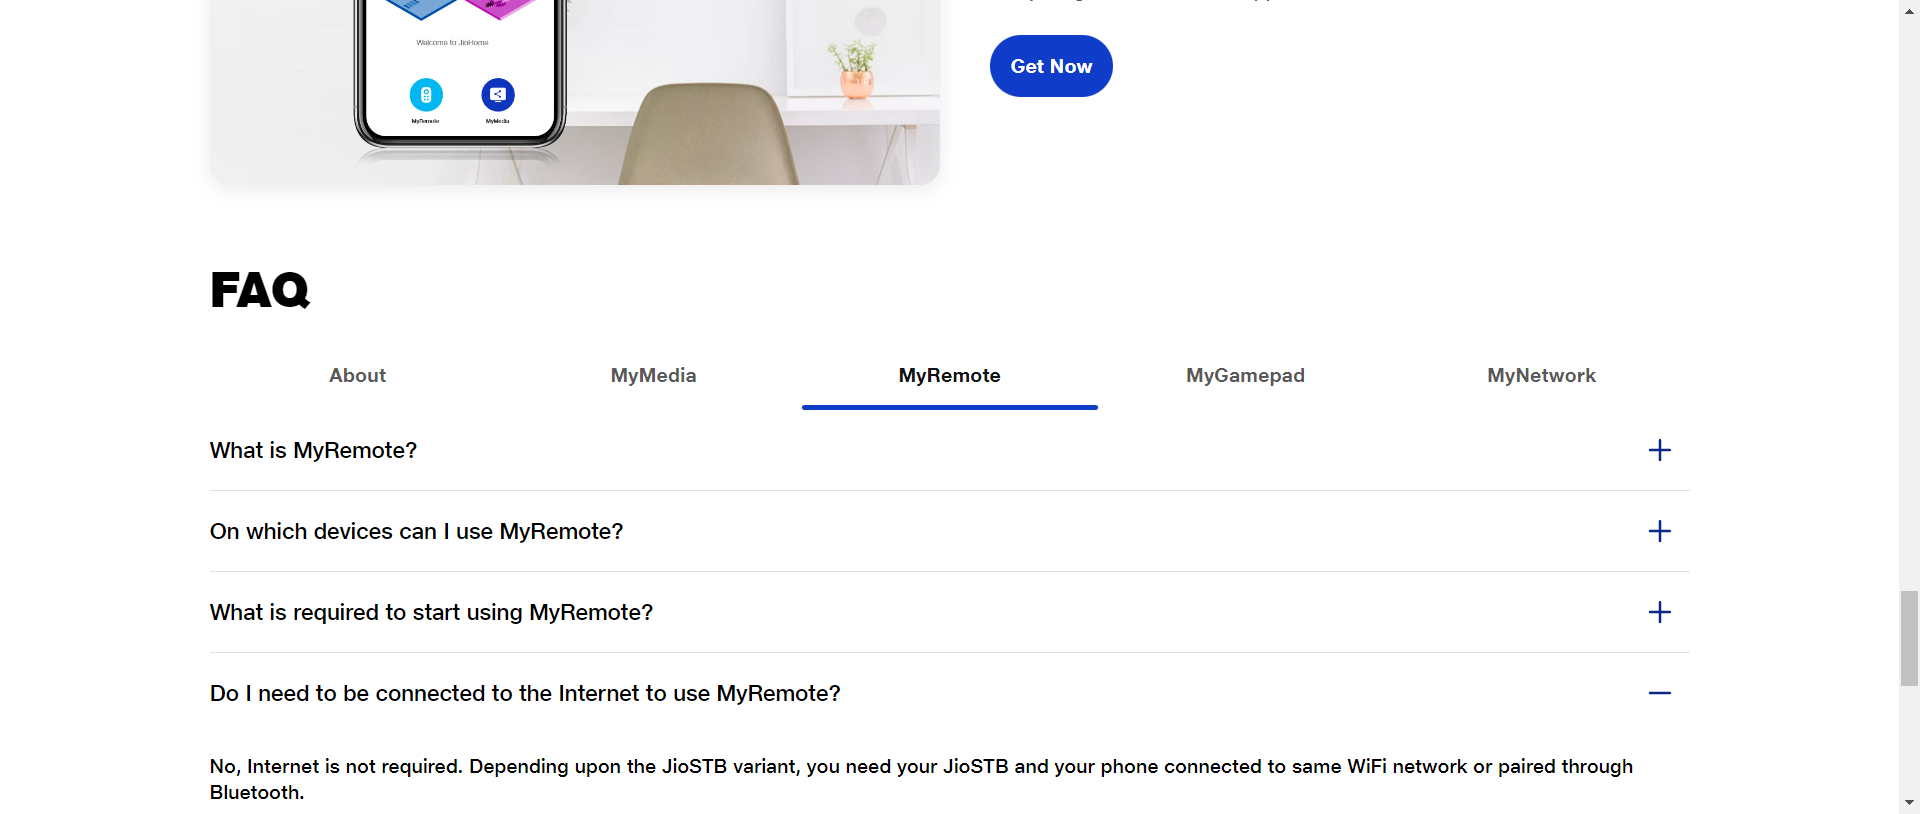 Welcome to JioHome
MyRemote
MyMedia
Get Now
FAQ
About
MyMedia
MyRemote
MyGamepad
MyNetwork
What is MyRemote?
On which devices can I use MyRemote?
What is required to start using MyRemote?
Do I need to be connected to the Internet to use MyRemote?
No, Internet is not required. Depending upon the JioSTB variant, you need your JioSTB and your phone connected to same WiFi network or paired through
Bluetooth.